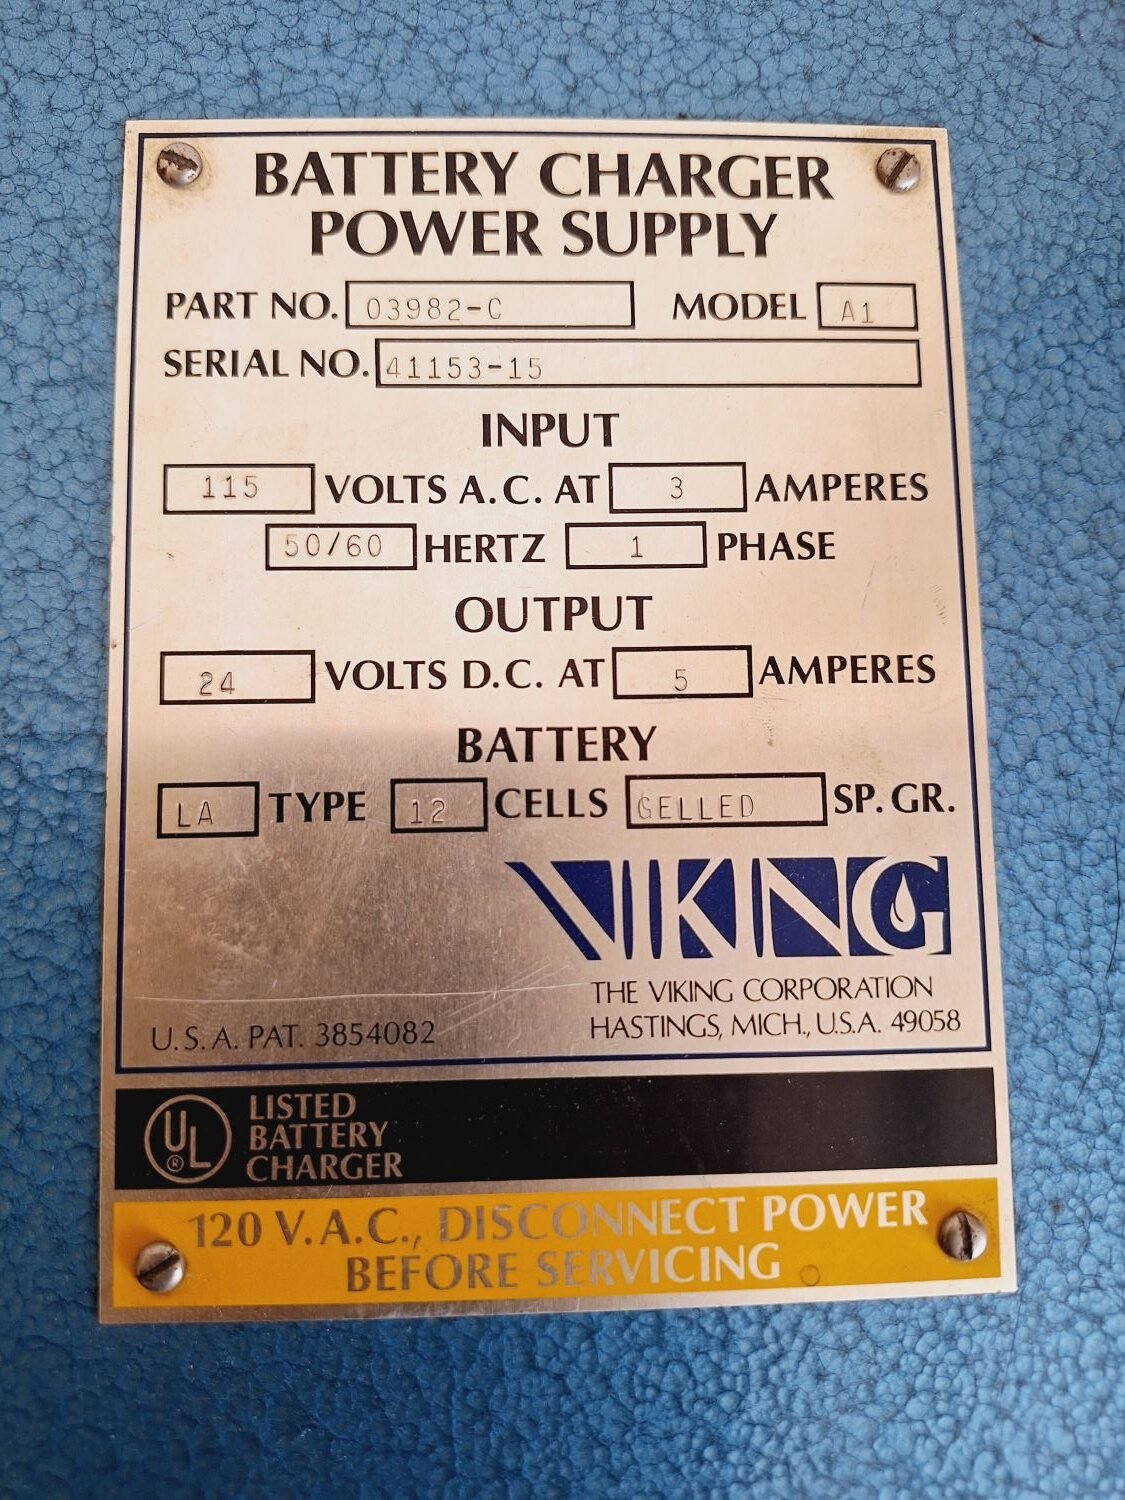 BATTERY CHARGER
POWER SUPPLY
PART NO. 03982-C MODEL A1
SERIAL NO. 41153-15
INPUT
115 VOLTS A.C. AT 3 AMPERES
50/60 HERTZ 1 PHASE
OUTPUT
24 VOLTS D.C. AT 5 AMPERES
BATTERY
LA TYPE 12 CELLS GELLED SP. GR.
VIKING
THE VIKING CORPORATION
HASTINGS, MICH., U.S.A. 49058
U.S.A. PAT. 3854082
UL ® LISTED
BATTERY
CHARGER
120 V.A.C., DISCONNECT POWER
BEFORE SERVICING